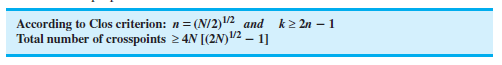 According to Clos criterion: n = (N/2)^{1/2} and k ≥ 2n – 1
Total number of crosspoints ≥ 4N [(2N)^{1/2} – 1]